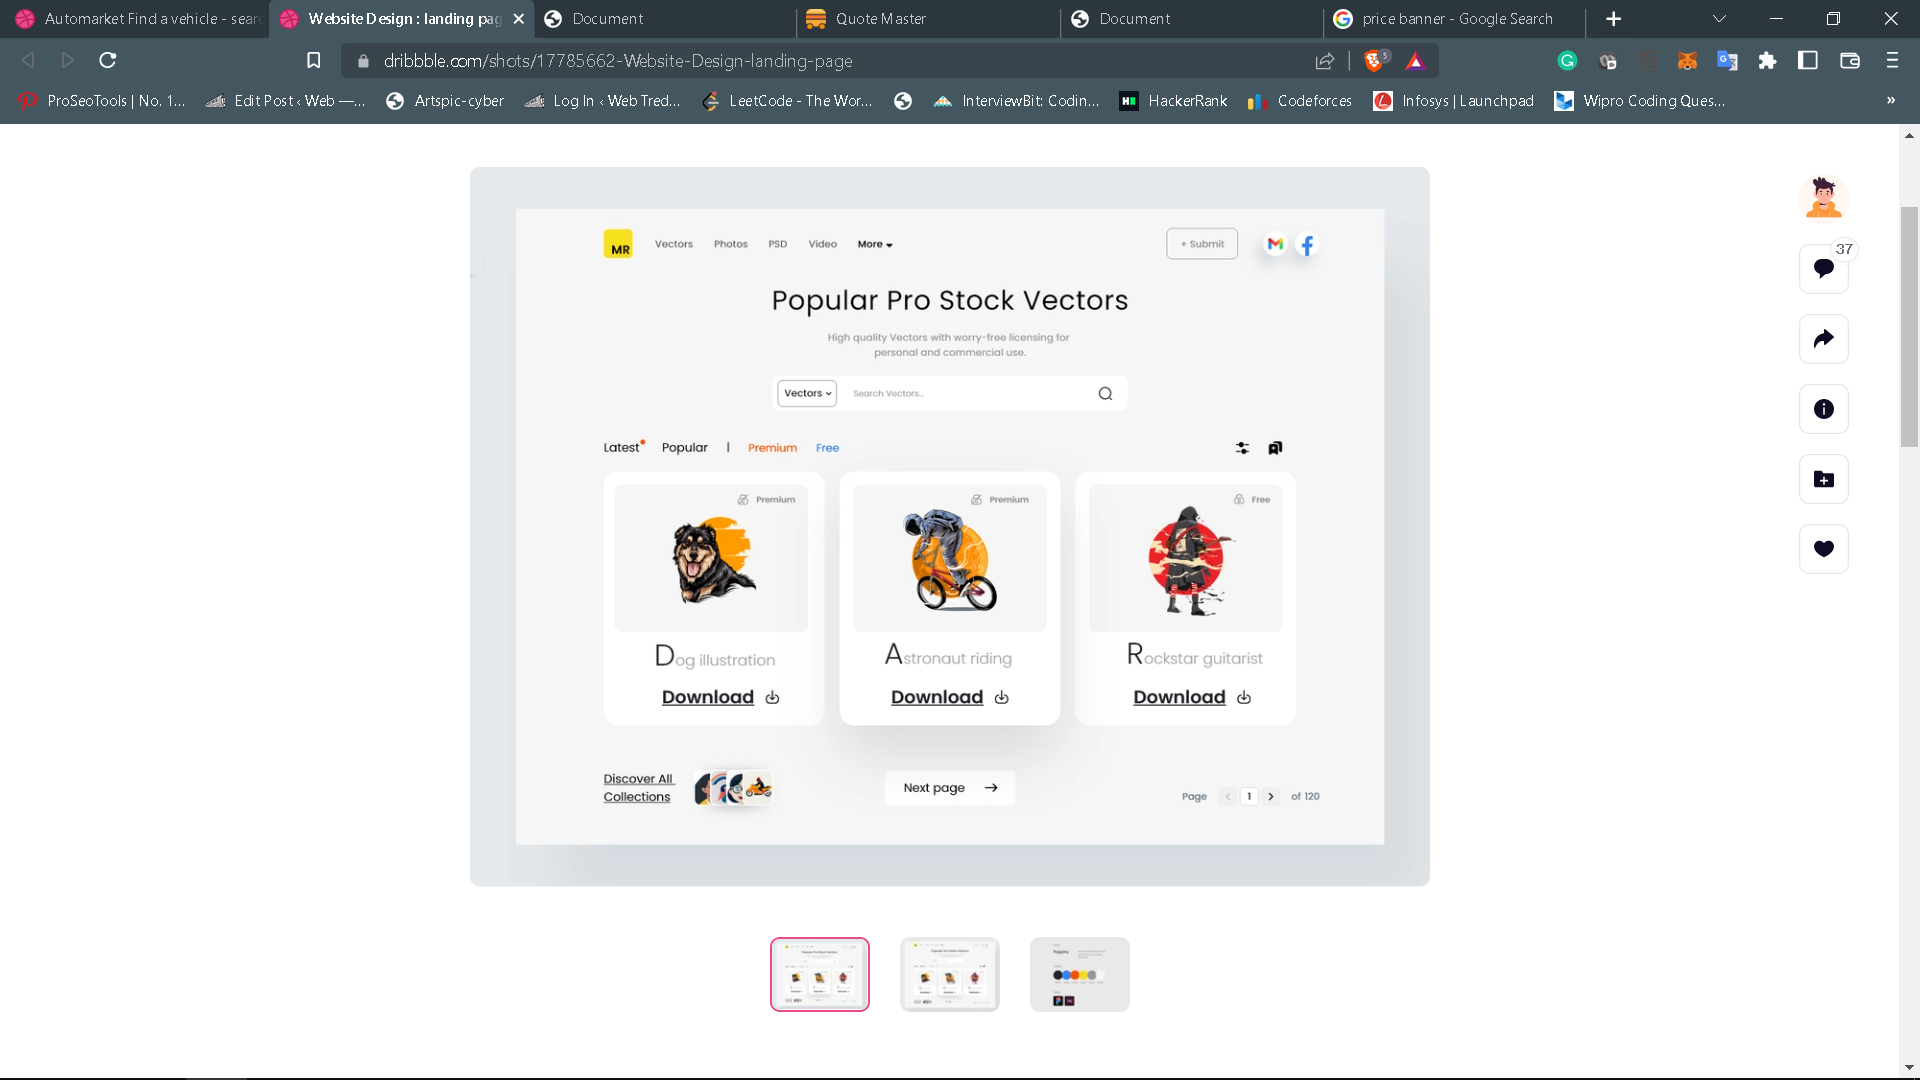 Automarket Find a vehicle - sear
Website Design : landing pag
Document
Quote Master
Document
price banner - Google Search
dribbble.com/shots/17785662-Website-Design-landing-page
5
ProSeoTools | No. 1...
Edit Post ‹ Web —...
Artspic-cyber
Log In ‹ Web Tred...
LeetCode - The Wor...
InterviewBit: Codin...
HackerRank
Codeforces
Infosys | Launchpad
Wipro Coding Ques...
»
MR
Vectors
Photos
PSD
Video
More
+ Submit
37
Popular Pro Stock Vectors
High quality Vectors with worry-free licensing for
personal and commercial use.
Vectors
Search Vectors...
Latest
Popular
|
Premium
Free
Premium
Premium
Free
Dog illustration
Astronaut riding
Rockstar guitarist
Download
Download
Download
Discover All
Collections
Next page
Page
1
of 120